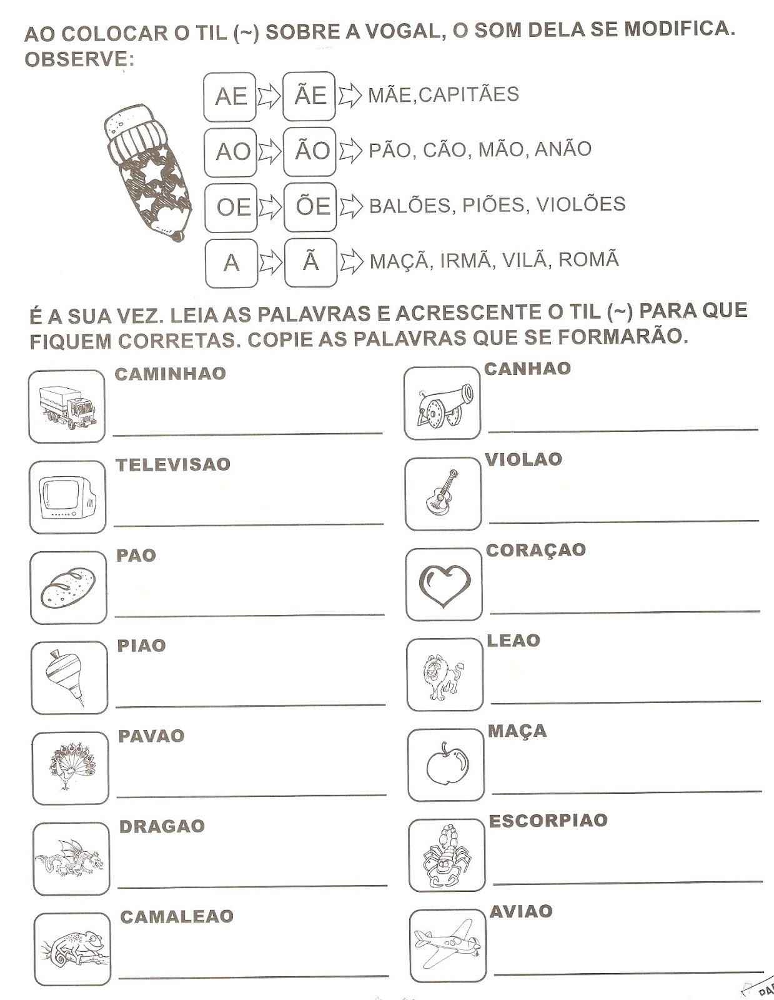 AO COLOCAR O TIL (~) SOBRE A VOGAL, O SOM DELA SE MODIFICA.
OBSERVE:
AE ÃE MÃE,CAPITÃES
AO ÃO PÃO, CÃO, MÃO, ANÃO
OE ÕE BALÕES, PIÕES, VIOLÕES
A Ã MAÇÃ, IRMÃ, VILÃ, ROMÃ
É A SUA VEZ. LEIA AS PALAVRAS E ACRESCENTE O TIL (~) PARA QUE
FIQUEM CORRETAS. COPIE AS PALAVRAS QUE SE FORMARÃO.
CAMINHAO
CANHAO
TELEVISAO
VIOLAO
PAO
CORAÇAO
PIAO
LEAO
PAVAO
MAÇA
DRAGAO
ESCORPIAO
CAMALEAO
AVIAO